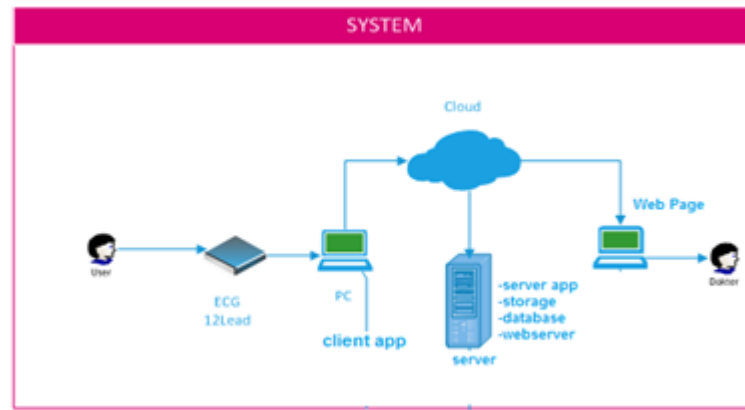 SYSTEM
Cloud
Web Page
User
Dokter
ECG
12Lead
PC
client app
-server app
-storage
-database
-webserver
server